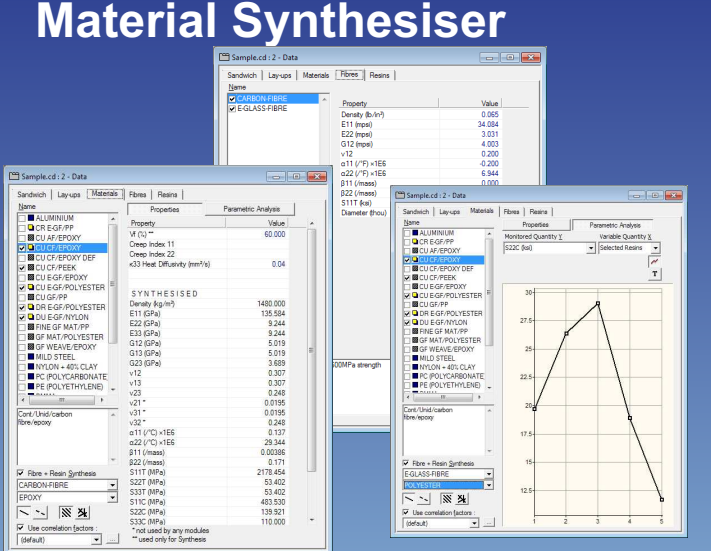 Material Synthesiser
Sample.cd : 2 - Data
Sandwich Lay-ups Materials Fibres Resins
Name
CARBON-FIBRE
E-GLASS-FIBRE
Property Value
Density (lb/in³) 0.065
E11 (mpsi) 34.084
E22 (mpsi) 3.031
G12 (mpsi) 4.003
v12 0.200
α11 (/°F) ×1E6 -0.200
α22 (/°F) ×1E6 6.944
β11 (/mass) 0.000
β22 (/mass)
S11T (ksi)
Diameter (thou)
500MPa strength
Sample.cd : 2 - Data
Sandwich Lay-ups Materials Fibres Resins
Name
Properties Parametric Analysis
ALUMINIUM
CR E-GF/PP
CU AF/EPOXY
CU CF/EPOXY
CU CF/EPOXY DEF
CU CF/PEEK
CU E-GF/EPOXY
CU E-GF/POLYESTER
CU GF/PP
DR E-GF/POLYESTER
DU E-GF/NYLON
FINE GF MAT/PP
GF MAT/POLYESTER
GF WEAVE/EPOXY
MILD STEEL
NYLON + 40% CLAY
PC (POLYCARBONATE
PE (POLYETHYLENE)
Cont/Unid/carbon
fibre/epoxy
Fibre + Resin Synthesis
CARBON-FIBRE
EPOXY
Use correlation factors :
(default) ...
Property Value
Vf (%) ** 60.000
Creep Index 11
Creep Index 22
κ33 Heat Diffusivity (mm²/s) 0.04
SYNTHESISED
Density (kg/m³) 1480.000
E11 (GPa) 135.584
E22 (GPa) 9.244
E33 (GPa) 9.244
G12 (GPa) 5.019
G13 (GPa) 5.019
G23 (GPa) 3.689
v12 0.307
v13 0.307
v23 0.248
v21 * 0.0195
v31 * 0.0195
v32 * 0.248
α11 (/°C) ×1E6 0.137
α22 (/°C) ×1E6 29.344
β11 (/mass) 0.00386
β22 (/mass) 0.171
S11T (MPa) 2178.454
S22T (MPa) 53.402
S33T (MPa) 53.402
S11C (MPa) 483.530
S22C (MPa) 139.921
S33C (MPa) 110.000
* not used by any modules
** used only for Synthesis
Sample.cd : 2 - Data
Sandwich Lay-ups Materials Fibres Resins
Name
Properties Parametric Analysis
ALUMINIUM
CR E-GF/PP
CU AF/EPOXY
CU CF/EPOXY
CU CF/EPOXY DEF
CU CF/PEEK
CU E-GF/EPOXY
CU E-GF/POLYESTER
CU GF/PP
DR E-GF/POLYESTER
DU E-GF/NYLON
FINE GF MAT/PP
GF MAT/POLYESTER
GF WEAVE/EPOXY
MILD STEEL
NYLON + 40% CLAY
PC (POLYCARBONATE
PE (POLYETHYLENE)
Cont/Unid/carbon
fibre/epoxy
Fibre + Resin Synthesis
E-GLASS-FIBRE
POLYESTER
Use correlation factors :
(default) ...
Monitored Quantity Y Variable Quantity X
S22C (ksi) Selected Resins
T
30
27.5
25
22.5
20
17.5
15
12.5
1 2 3 4 5